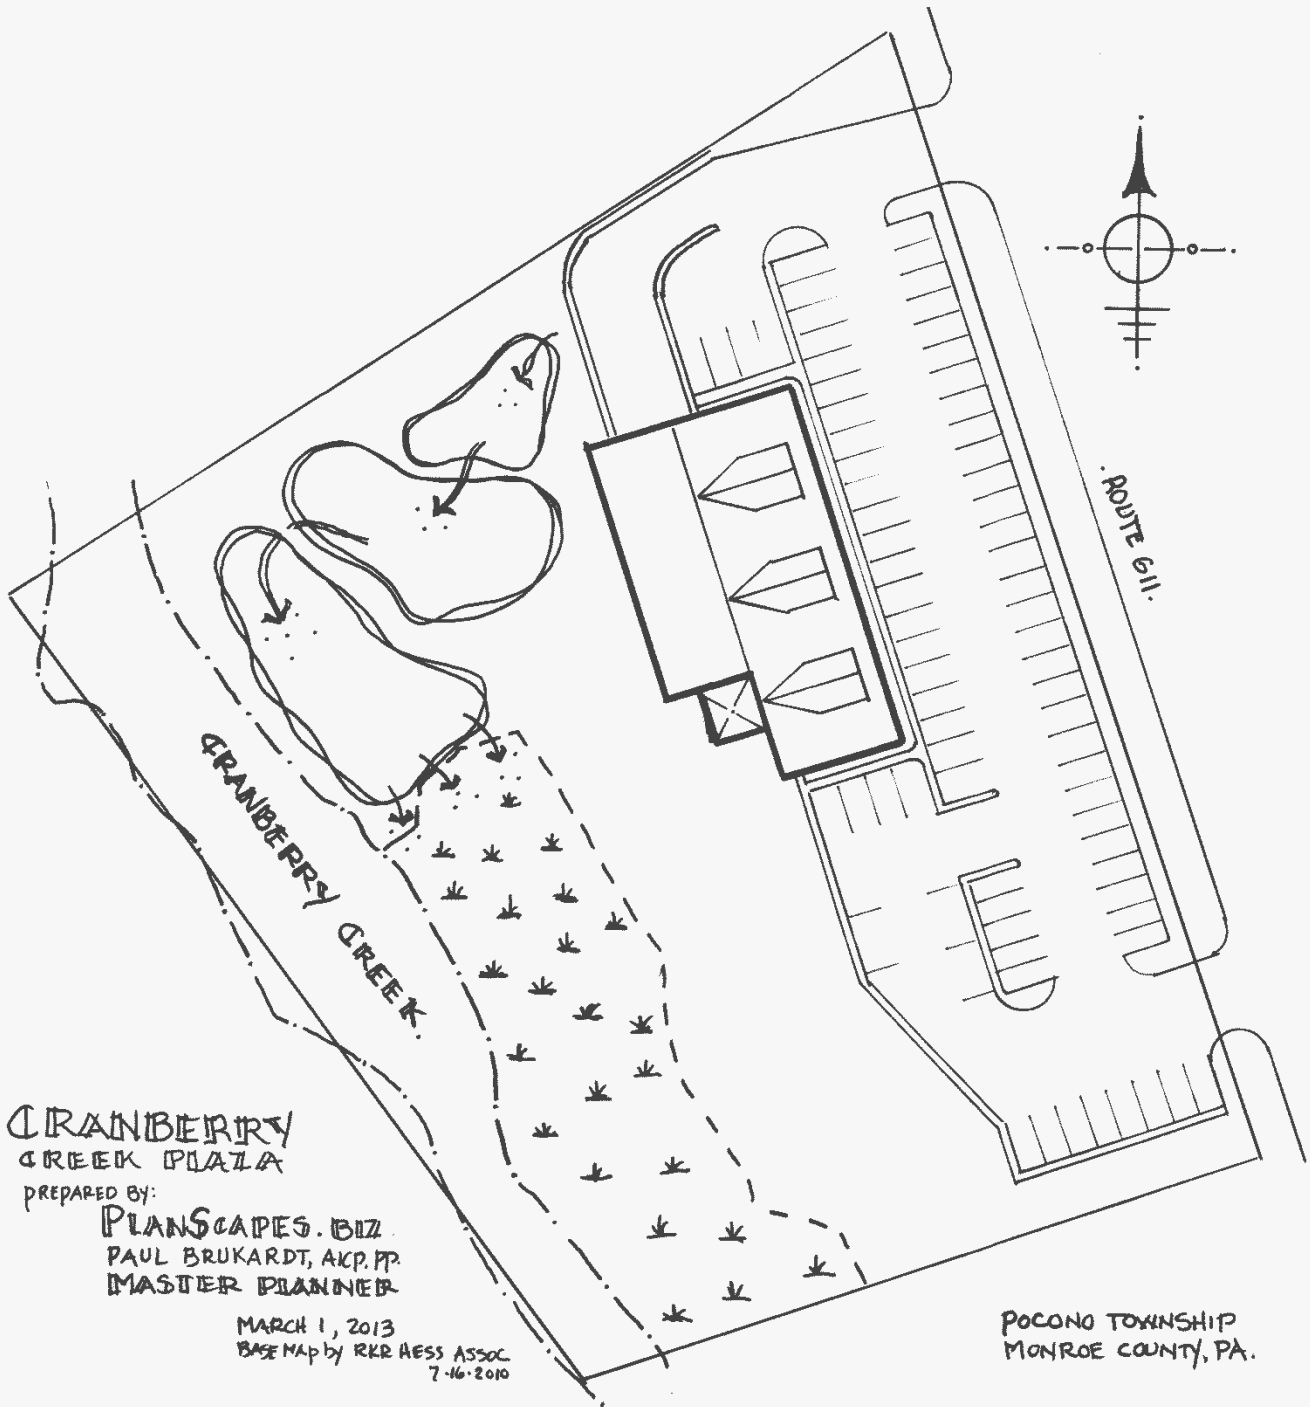 ROUTE 611.
CRANBERRY CREEK.
CRANBERRY
CREEK PLAZA
PREPARED BY:
PLANSCAPES.BIZ
PAUL BRUKARDT, AICP. PP.
MASTER PLANNER
MARCH 1, 2013
BASE MAP by RKR HESS ASSOC.
7-16-2010
POCONO TOWNSHIP
MONROE COUNTY, PA.